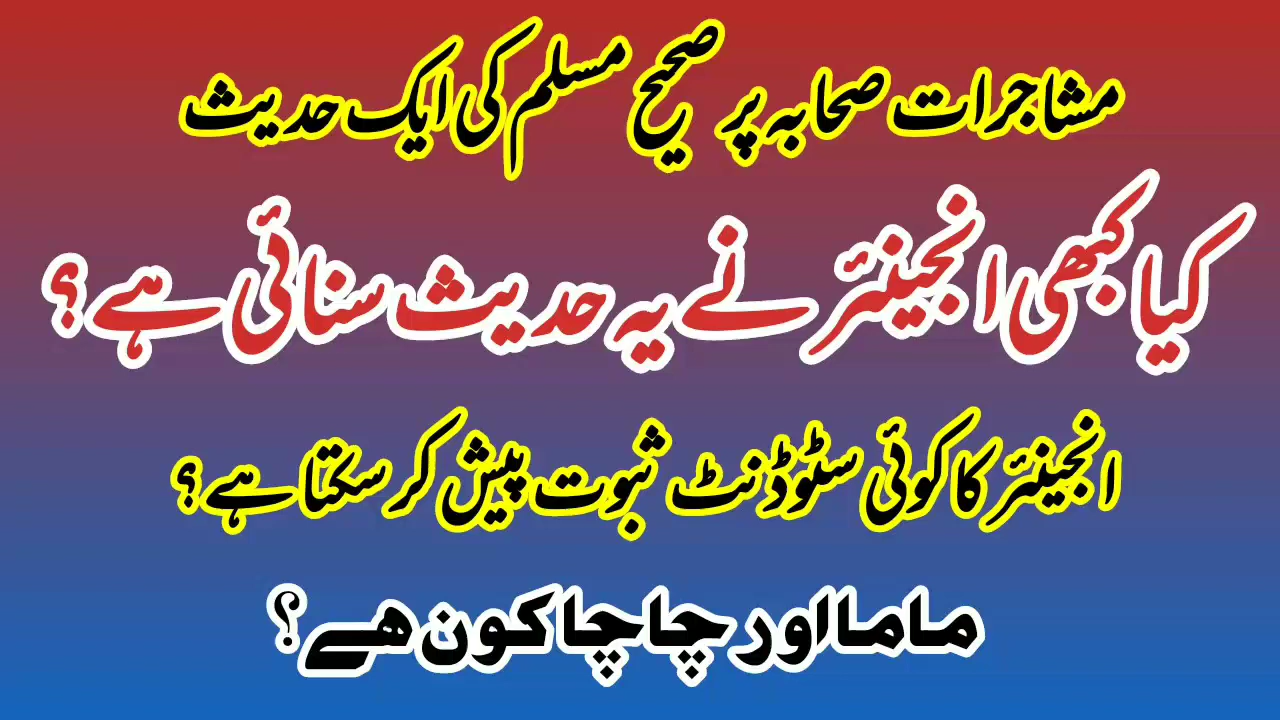 مشاجرات صحابہ پر صحیح مسلم کی ایک حدیث
کیا کبھی انجینئر نے یہ حدیث سنائی ہے؟
انجینئر کا کوئی سٹوڈنٹ ثبوت پیش کر سکتا ہے؟
ماما اور چاچا کون ھے؟